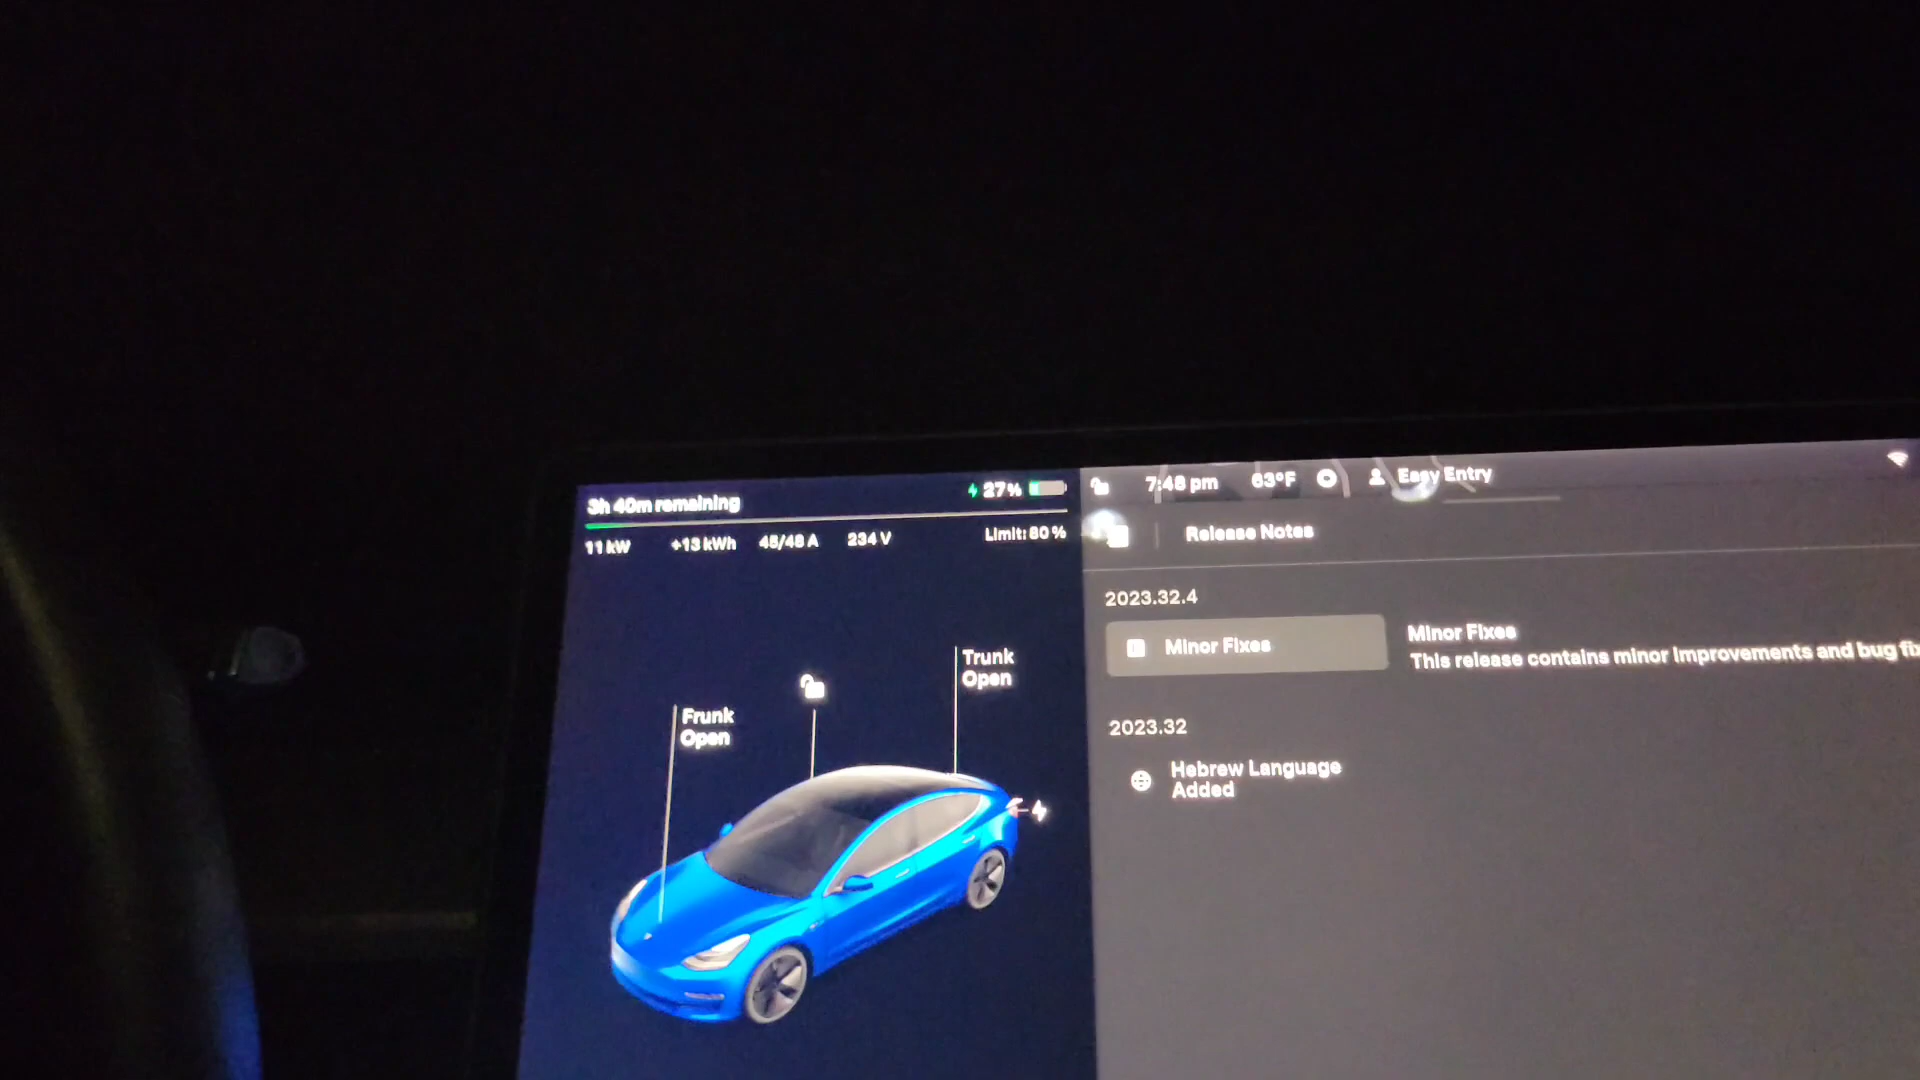 3h 40m remaining
27%
11 kW
+13 kWh
48/48 A
234 V
Limit: 80 %
Frunk
Open
Trunk
Open
7:48 pm
63°F
Easy Entry
Release Notes
2023.32.4
Minor Fixes
Minor Fixes
This release contains minor improvements and bug fix
2023.32
Hebrew Language
Added